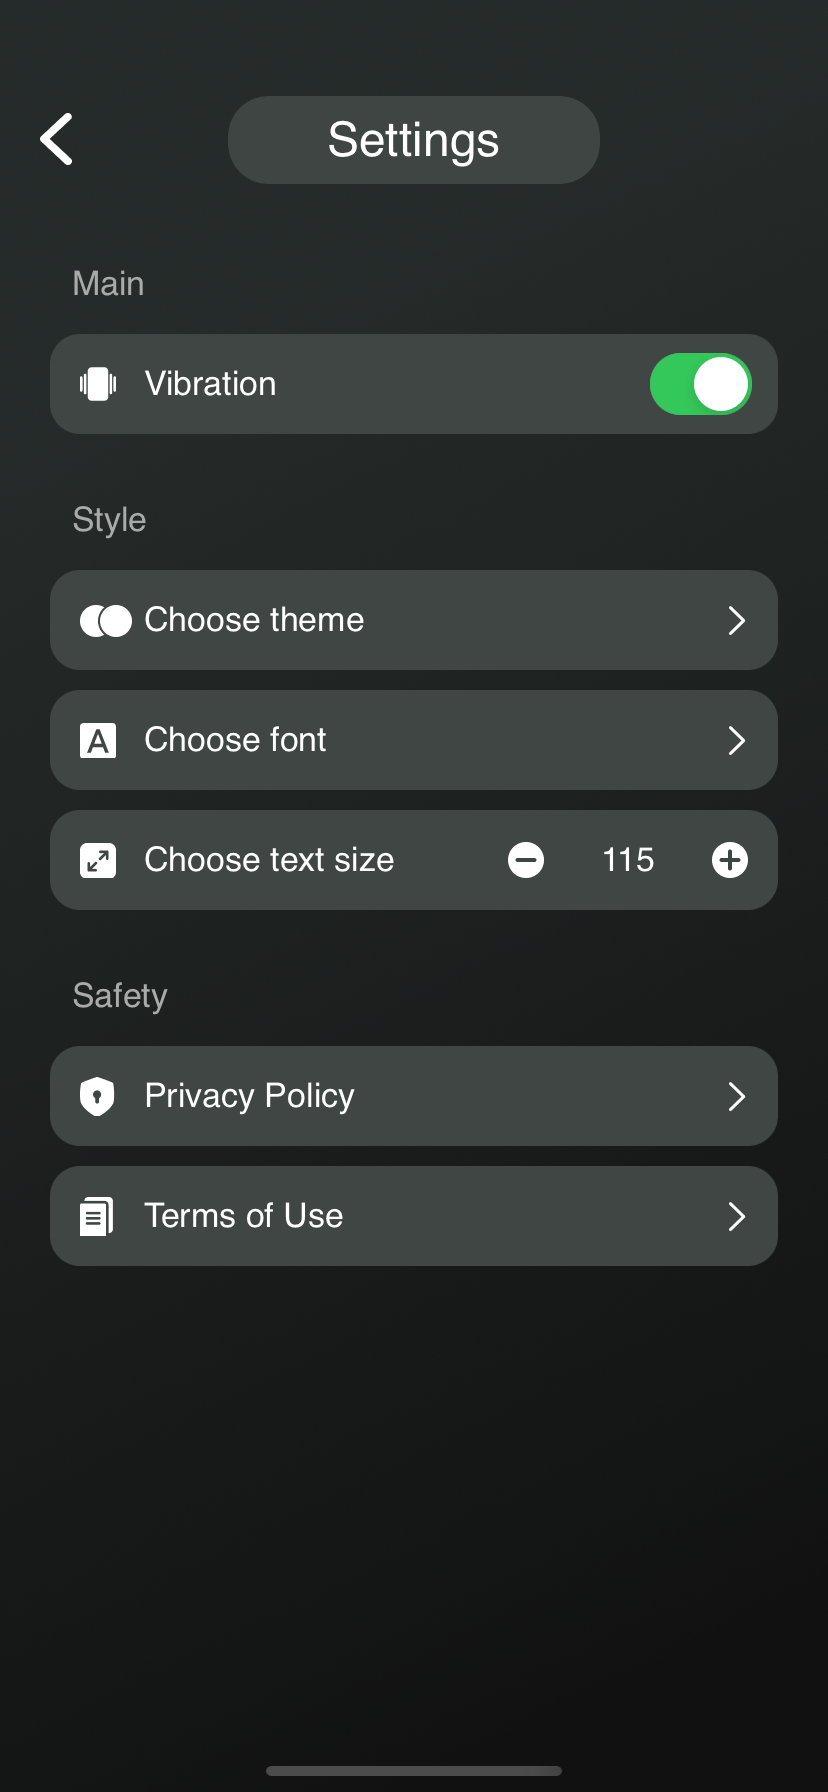 Settings
Main
Vibration
Style
Choose theme
A Choose font
Choose text size 115
Safety
Privacy Policy
Terms of Use